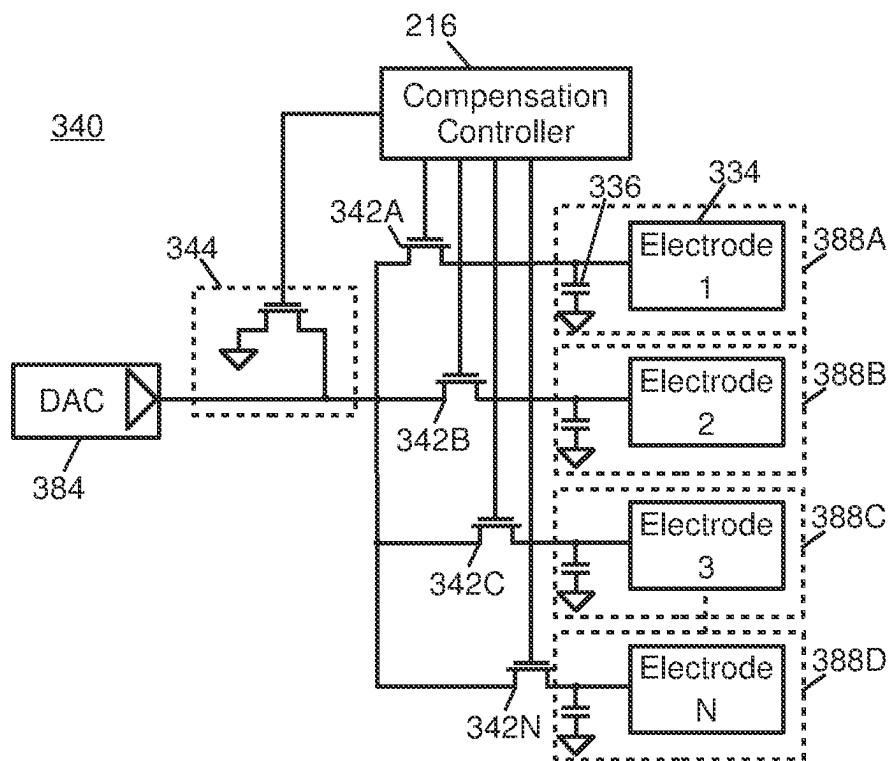 216
Compensation
Controller
340
334
336
342A
Electrode
1
388A
344
DAC
384
342B
Electrode
2
388B
342C
Electrode
3
388C
342N
Electrode
N
388D